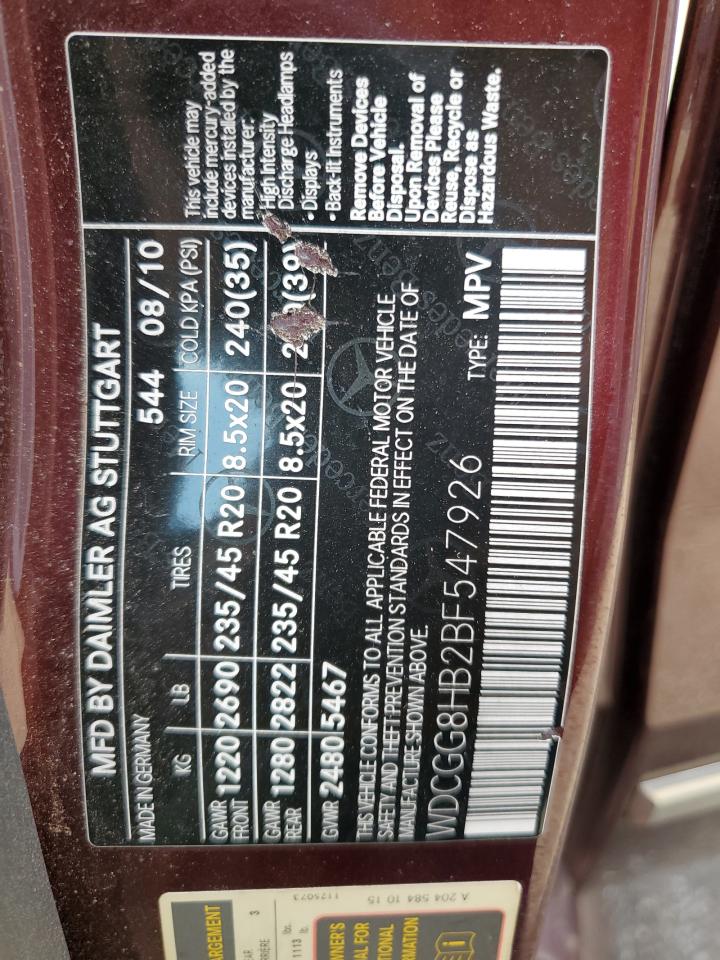 MFD BY DAIMLER AG STUTTGART
MADE IN GERMANY 544 08/10
KG LB TIRES RIM SIZE COLD KPA (PSI)
GAWR FRONT 1220 2690 235/45 R20 8.5x20 240(35)
GAWR REAR 1280 2822 235/45 R20 8.5x20
GVWR 2480 5467
THIS VEHICLE CONFORMS TO ALL APPLICABLE FEDERAL MOTOR VEHICLE
SAFETY AND THEFT PREVENTION STANDARDS IN EFFECT ON THE DATE OF
MANUFACTURE SHOWN ABOVE.
WDCGG8HB2BF547926 TYPE: MPV
This vehicle may
include mercury-added
devices installed by the
manufacturer:
High Intensity
Discharge Headlamps
• Displays
• Back-lit Instruments
Remove Devices
Before Vehicle
Disposal.
Upon Removal of
Devices Please
Reuse, Recycle or
Dispose as
Hazardous Waste.
A 204 584 10 15
1125073
3
1113 lb.
lbs.